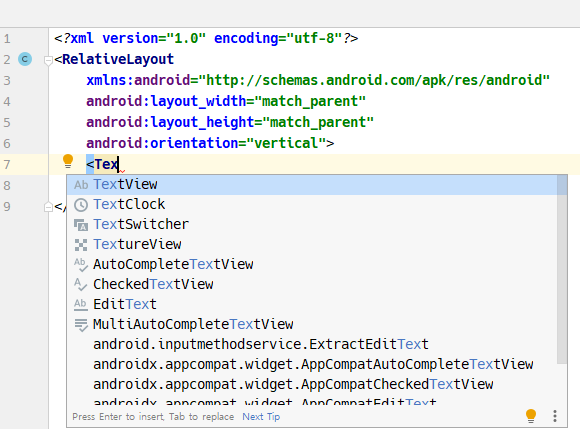 1 <?xml version="1.0" encoding="utf-8"?>
2 C <RelativeLayout
3 xmlns:android="http://schemas.android.com/apk/res/android"
4 android:layout_width="match_parent"
5 android:layout_height="match_parent"
6 android:orientation="vertical">
7 <Tex
8
9 </
Ab TextView
TextClock
TextSwitcher
TextureView
Ab AutoCompleteTextView
A CheckedTextView
Ab EditText
MultiAutoCompleteTextView
android.inputmethodservice.ExtractEditText
androidx.appcompat.widget.AppCompatAutoCompleteTextView
androidx.appcompat.widget.AppCompatCheckedTextView
androidx.appcompat.widget.AppCompatEditText
Press Enter to insert, Tab to replace Next Tip